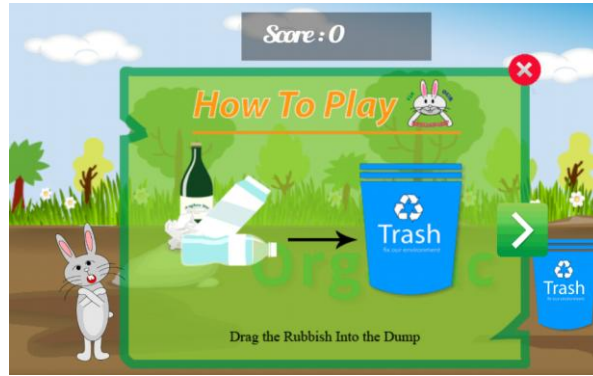 Score : 0
How To Play
Trash
Trash
Drag the Rubbish Into the Dump